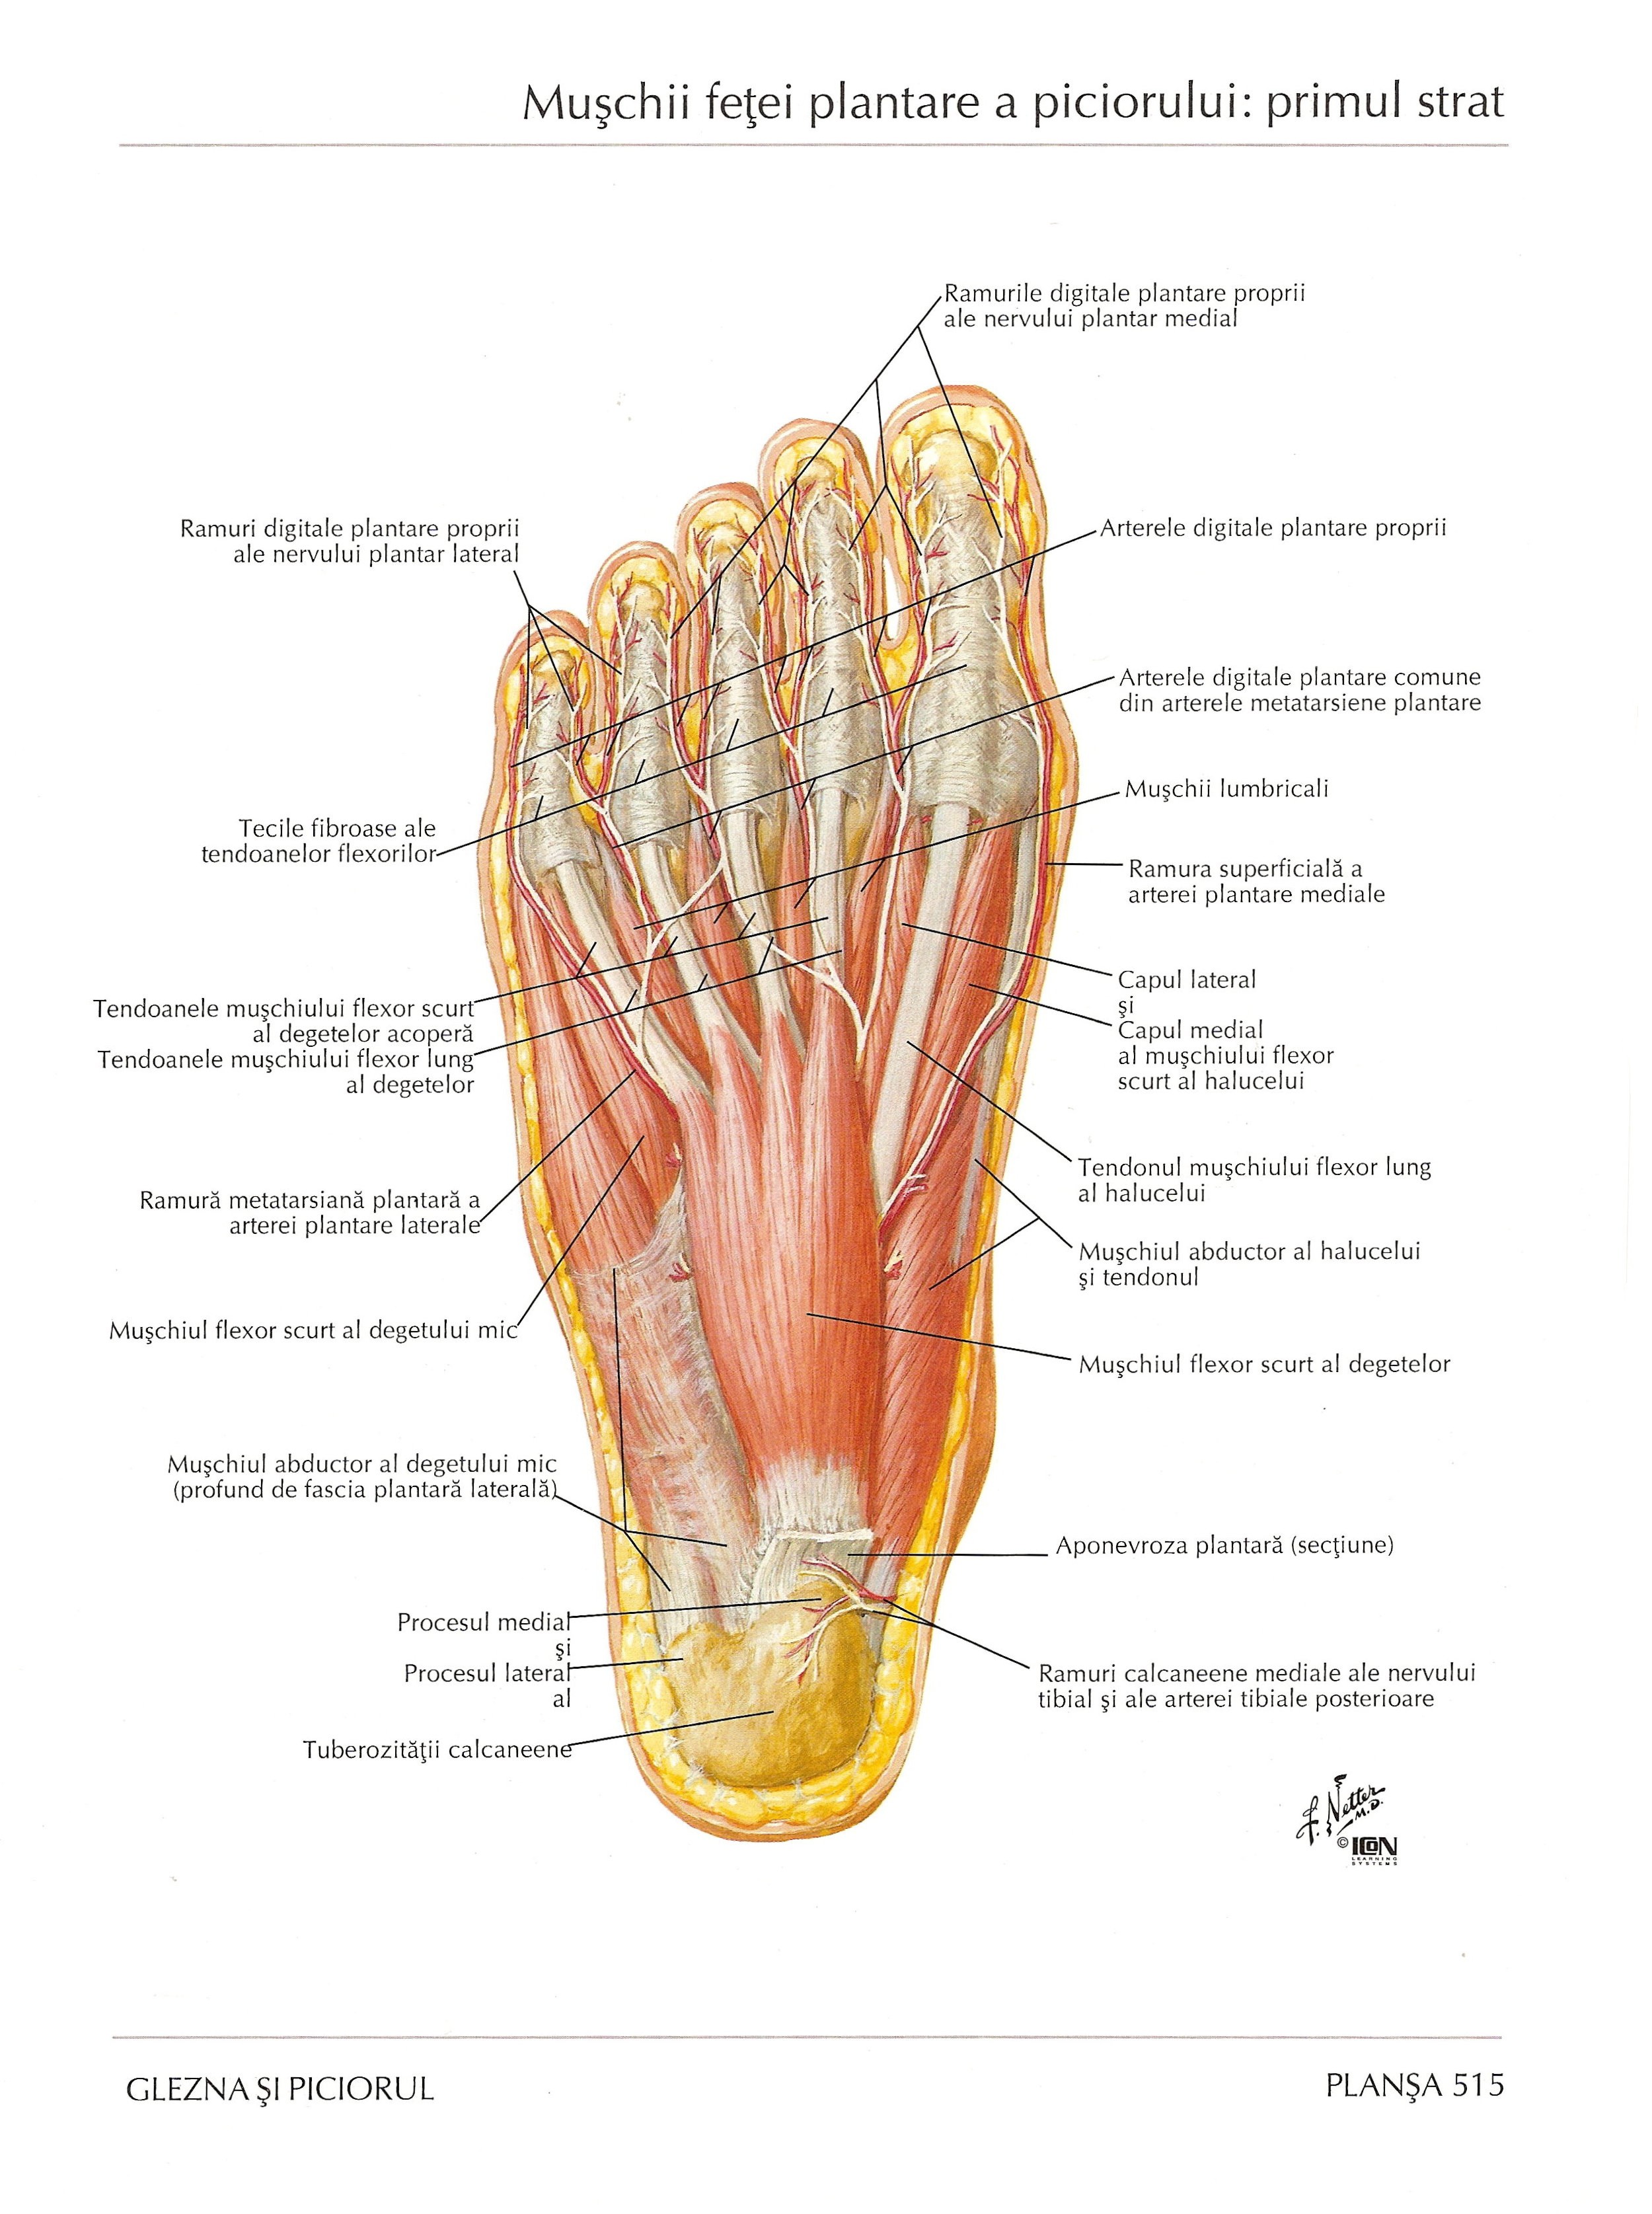 Muşchii feţei plantare a piciorului: primul strat
Ramurile digitale plantare proprii
ale nervului plantar medial
Ramuri digitale plantare proprii
ale nervului plantar lateral
Arterele digitale plantare proprii
Arterele digitale plantare comune
din arterele metatarsiene plantare
Muşchii lumbricali
Tecile fibroase ale
tendoanelor flexorilor
Ramura superficială a
arterei plantare mediale
Capul lateral
şi
Capul medial
al muşchiului flexor
scurt al halucelui
Tendoanele muşchiului flexor scurt
al degetelor acoperă
Tendoanele muşchiului flexor lung
al degetelor
Tendonul muşchiului flexor lung
al halucelui
Ramură metatarsiană plantară a
arterei plantare laterale
Muşchiul abductor al halucelui
şi tendonul
Muşchiul flexor scurt al degetului mic
Muşchiul flexor scurt al degetelor
Muşchiul abductor al degetului mic
(profund de fascia plantară laterală)
Aponevroza plantară (secţiune)
Procesul medial
şi
Procesul lateral
al
Tuberozităţii calcaneene
Ramuri calcaneene mediale ale nervului
tibial şi ale arterei tibiale posterioare
F. Netter
M.D.
© ICON
LEARNING
SYSTEMS
GLEZNA ŞI PICIORUL
PLANŞA 515